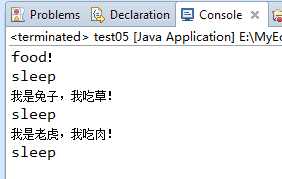 Problems Declaration Console
<terminated> test05 [Java Application] E:\MyEc
food!
sleep
我是兔子，我吃草!
sleep
我是老虎，我吃肉!
sleep